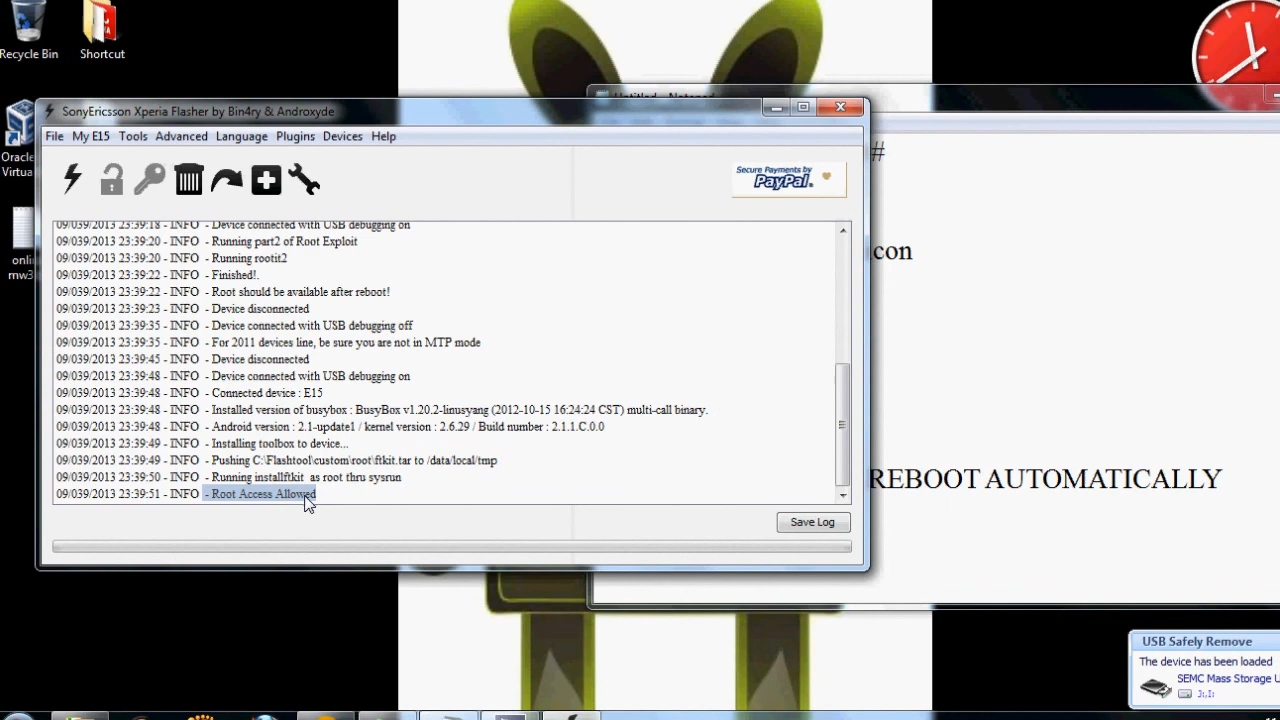 Recycle Bin
Shortcut
Oracle
Virtua
onli
mw3
Untitled - Notepad
SonyEricsson Xperia Flasher by Bin4ry & Androxyde
File My E15 Tools Advanced Language Plugins Devices Help
Secure Payments by
PayPal.
09/039/2013 23:39:18 - INFO - Device connected with USB debugging on
09/039/2013 23:39:20 - INFO - Running part2 of Root Exploit
09/039/2013 23:39:20 - INFO - Running rootit2
09/039/2013 23:39:22 - INFO - Finished!.
09/039/2013 23:39:22 - INFO - Root should be available after reboot!
09/039/2013 23:39:23 - INFO - Device disconnected
09/039/2013 23:39:35 - INFO - Device connected with USB debugging off
09/039/2013 23:39:35 - INFO - For 2011 devices line, be sure you are not in MTP mode
09/039/2013 23:39:45 - INFO - Device disconnected
09/039/2013 23:39:48 - INFO - Device connected with USB debugging on
09/039/2013 23:39:48 - INFO - Connected device : E15
09/039/2013 23:39:48 - INFO - Installed version of busybox : BusyBox v1.20.2-linusyang (2012-10-15 16:24:24 CST) multi-call binary.
09/039/2013 23:39:48 - INFO - Android version : 2.1-update1 / kernel version : 2.6.29 / Build number : 2.1.1.C.0.0
09/039/2013 23:39:49 - INFO - Installing toolbox to device...
09/039/2013 23:39:49 - INFO - Pushing C:\Flashtool\custom\root\ftkit.tar to /data/local/tmp
09/039/2013 23:39:50 - INFO - Running installftkit as root thru sysrun
09/039/2013 23:39:51 - INFO - Root Access Allowed
Save Log
#
con
REBOOT AUTOMATICALLY
USB Safely Remove
The device has been loaded
SEMC Mass Storage U
J:,I: